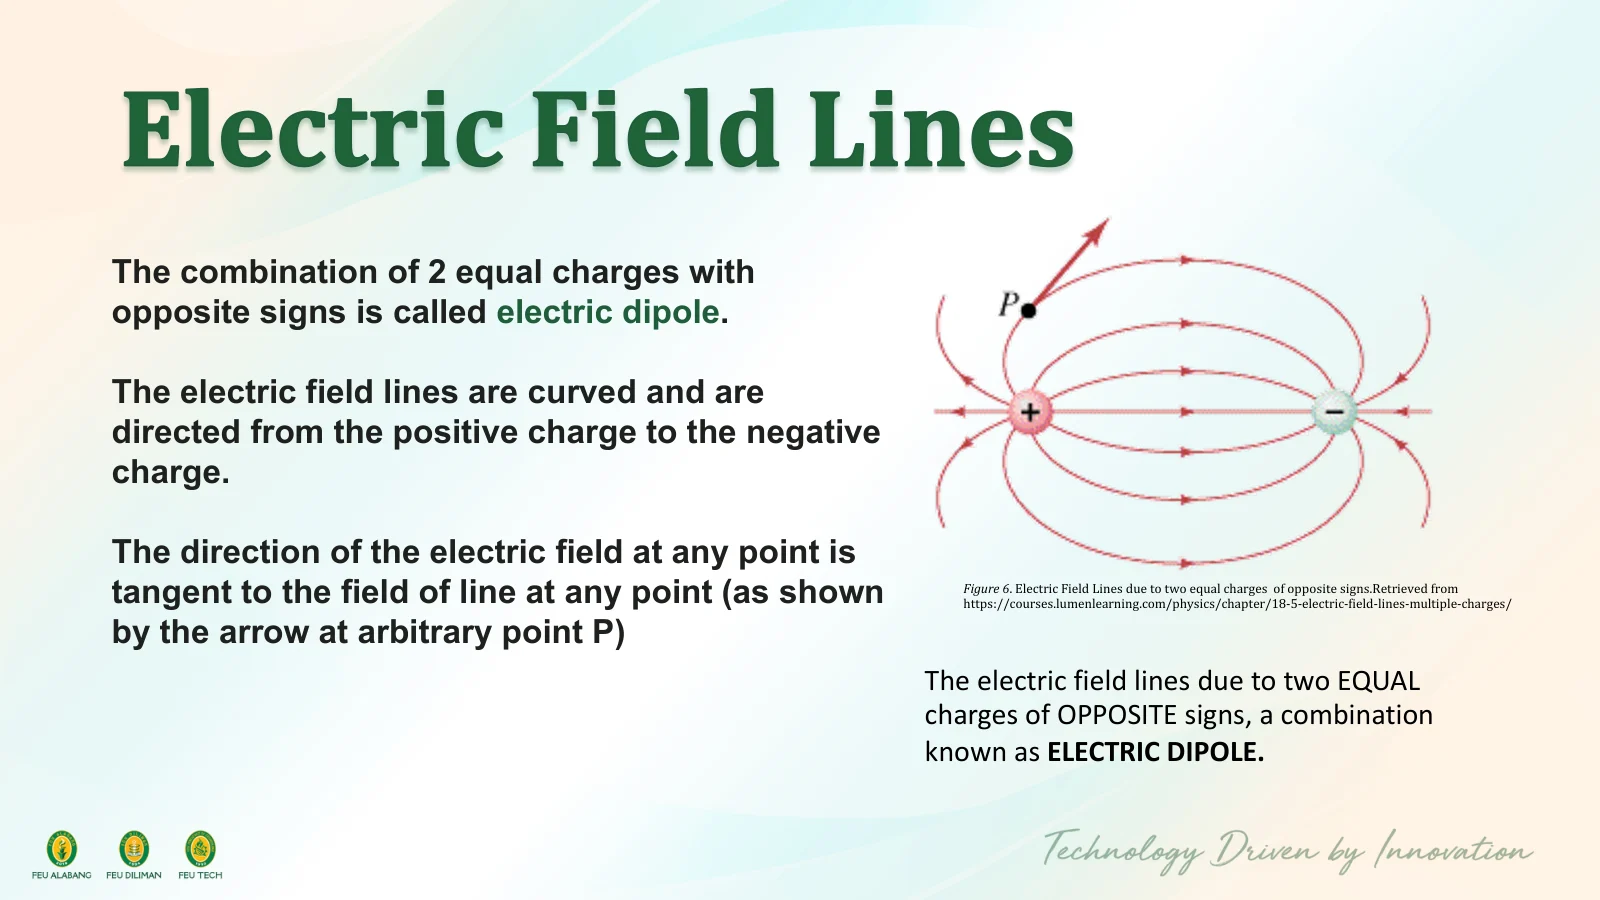 Electric Field Lines
The combination of 2 equal charges with
opposite signs is called electric dipole.
The electric field lines are curved and are
directed from the positive charge to the negative
charge.
The direction of the electric field at any point is
tangent to the field of line at any point (as shown
by the arrow at arbitrary point P)
P
+
−
Figure 6. Electric Field Lines due to two equal charges of opposite signs.Retrieved from
https://courses.lumenlearning.com/physics/chapter/18-5-electric-field-lines-multiple-charges/
The electric field lines due to two EQUAL
charges of OPPOSITE signs, a combination
known as ELECTRIC DIPOLE.
FEU ALABANG
FEU DILIMAN
FEU TECH
Technology Driven by Innovation